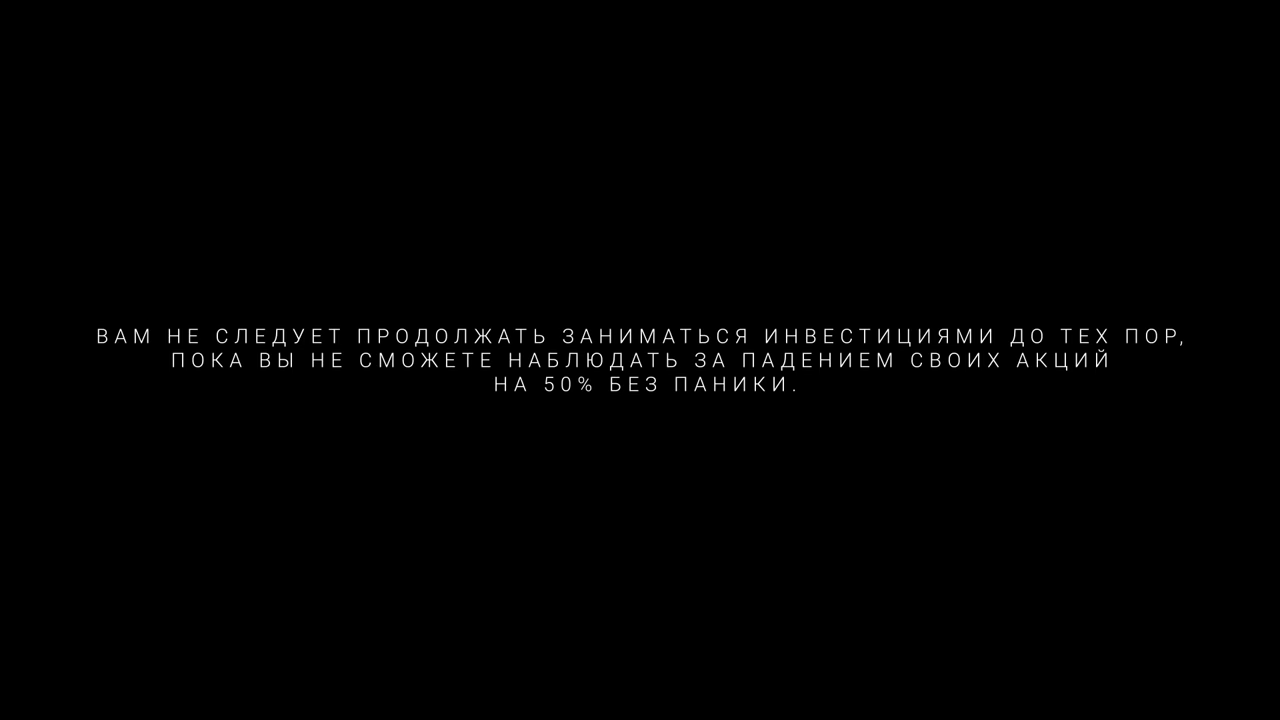 ВАМ НЕ СЛЕДУЕТ ПРОДОЛЖАТЬ ЗАНИМАТЬСЯ ИНВЕСТИЦИЯМИ ДО ТЕХ ПОР,
ПОКА ВЫ НЕ СМОЖЕТЕ НАБЛЮДАТЬ ЗА ПАДЕНИЕМ СВОИХ АКЦИЙ
НА 50% БЕЗ ПАНИКИ.